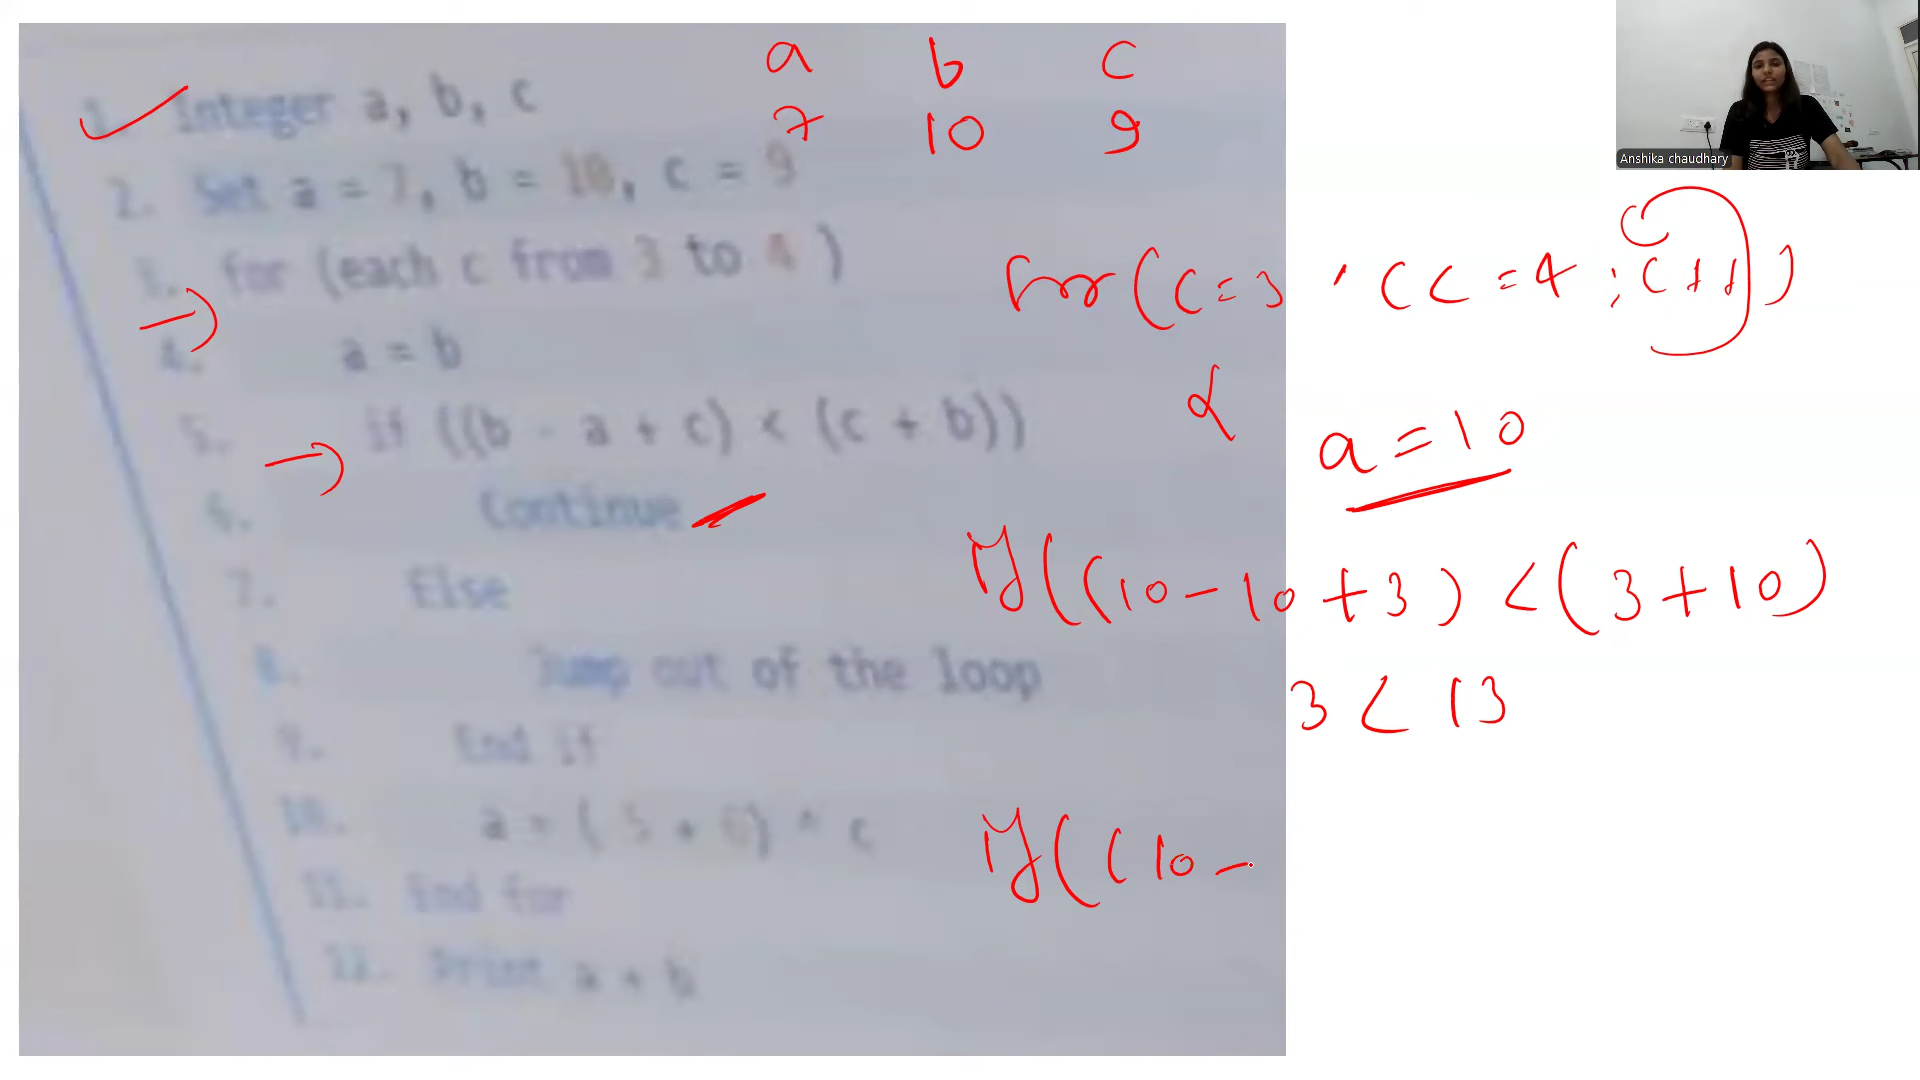 1. Integer a, b, c
2. Set a = 7, b = 10, c = 9
3. for (each c from 3 to 4 )
4. a = b
5. if ((b - a + c) < (c + b))
6. Continue
7. Else
8. Jump out of the loop
9. End if
10. a = ( 5 + 6) ^ c
11. End for
12. Print a + b
a b c
7 10 9
for (c=3 ; c<=4 ; c++)
c
{
a=10
if ((10-10+3) < (3+10)
3 < 13
if ((10-
Anshika chaudhary